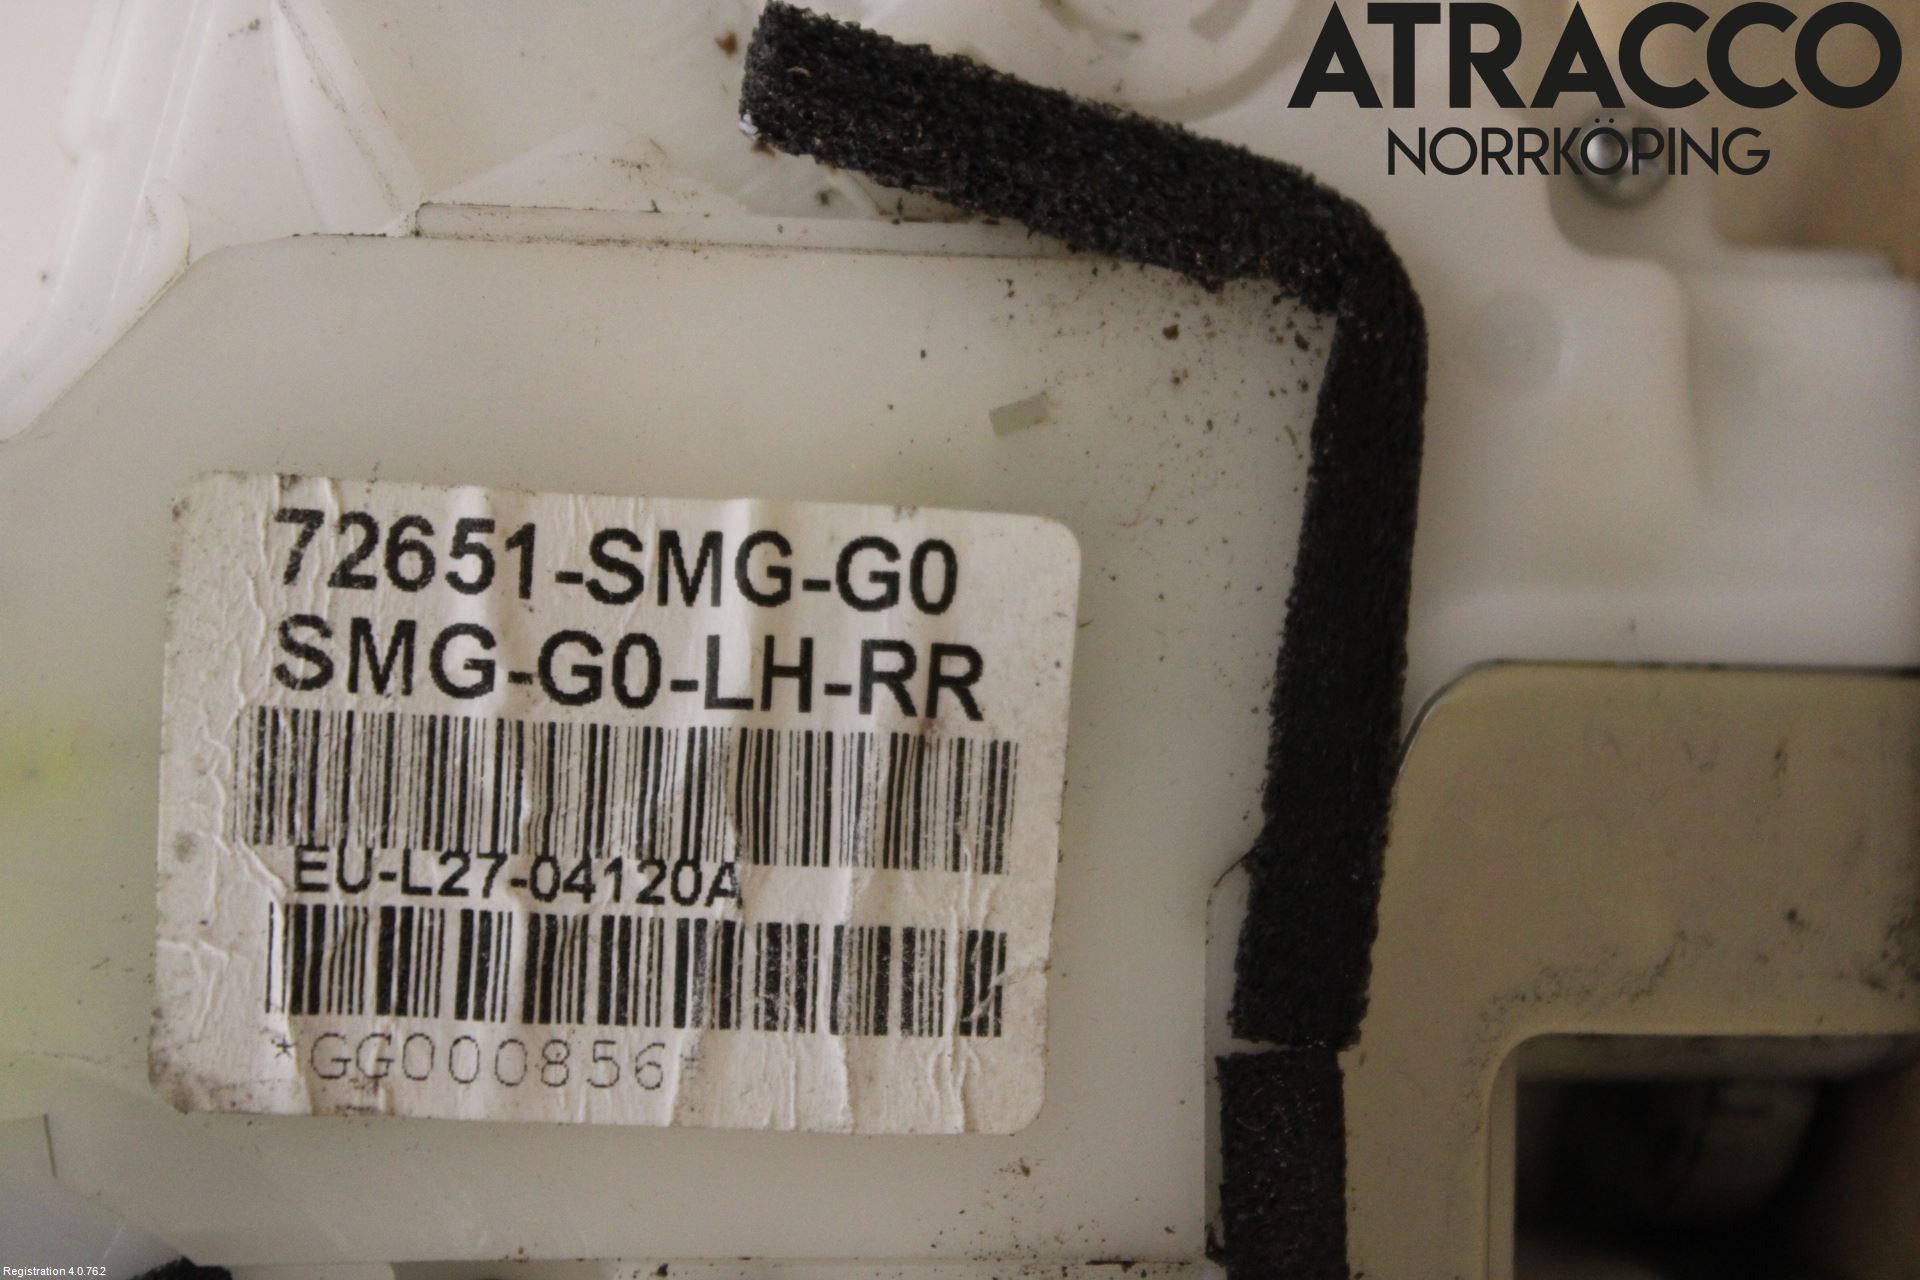 ATRACCO
NORRKÖPING
72651-SMG-G0
SMG-G0-LH-RR
EU-L27-04120A
*GG000856*
Registration 4.0.762